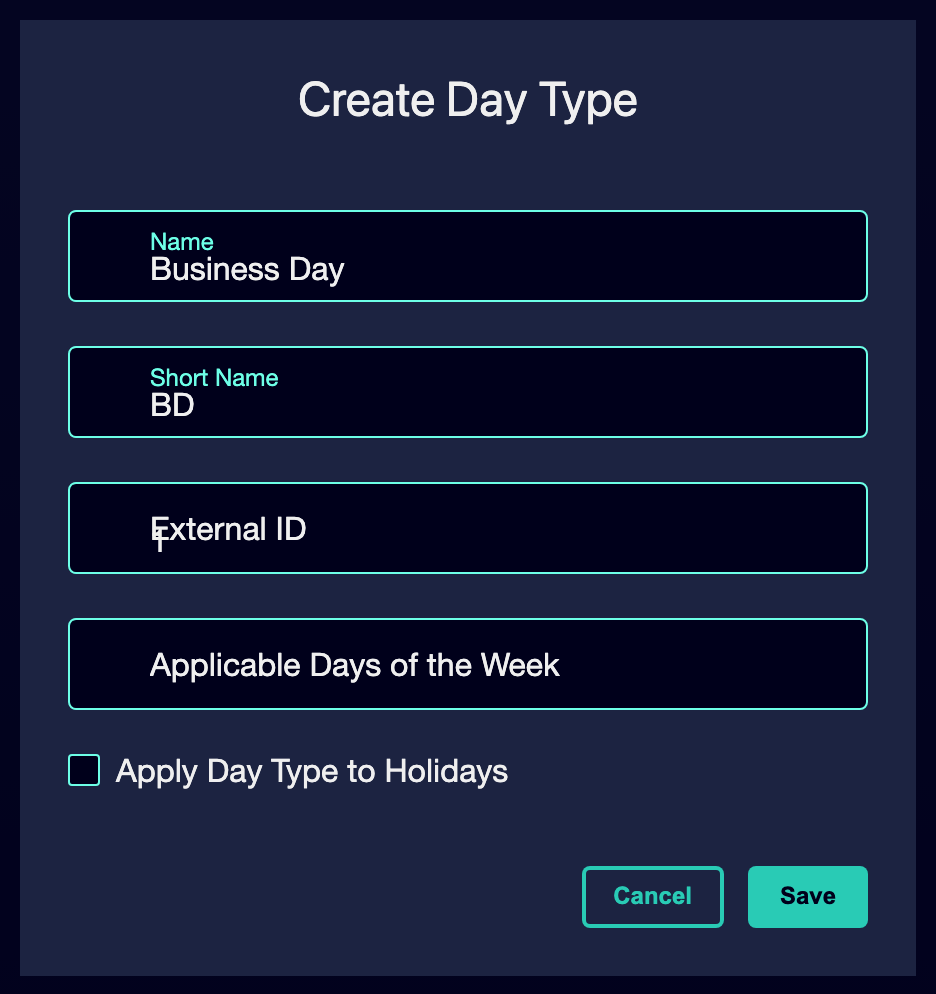 Create Day Type
Name
Business Day
Short Name
BD
External ID
Applicable Days of the Week
Apply Day Type to Holidays
Cancel
Save